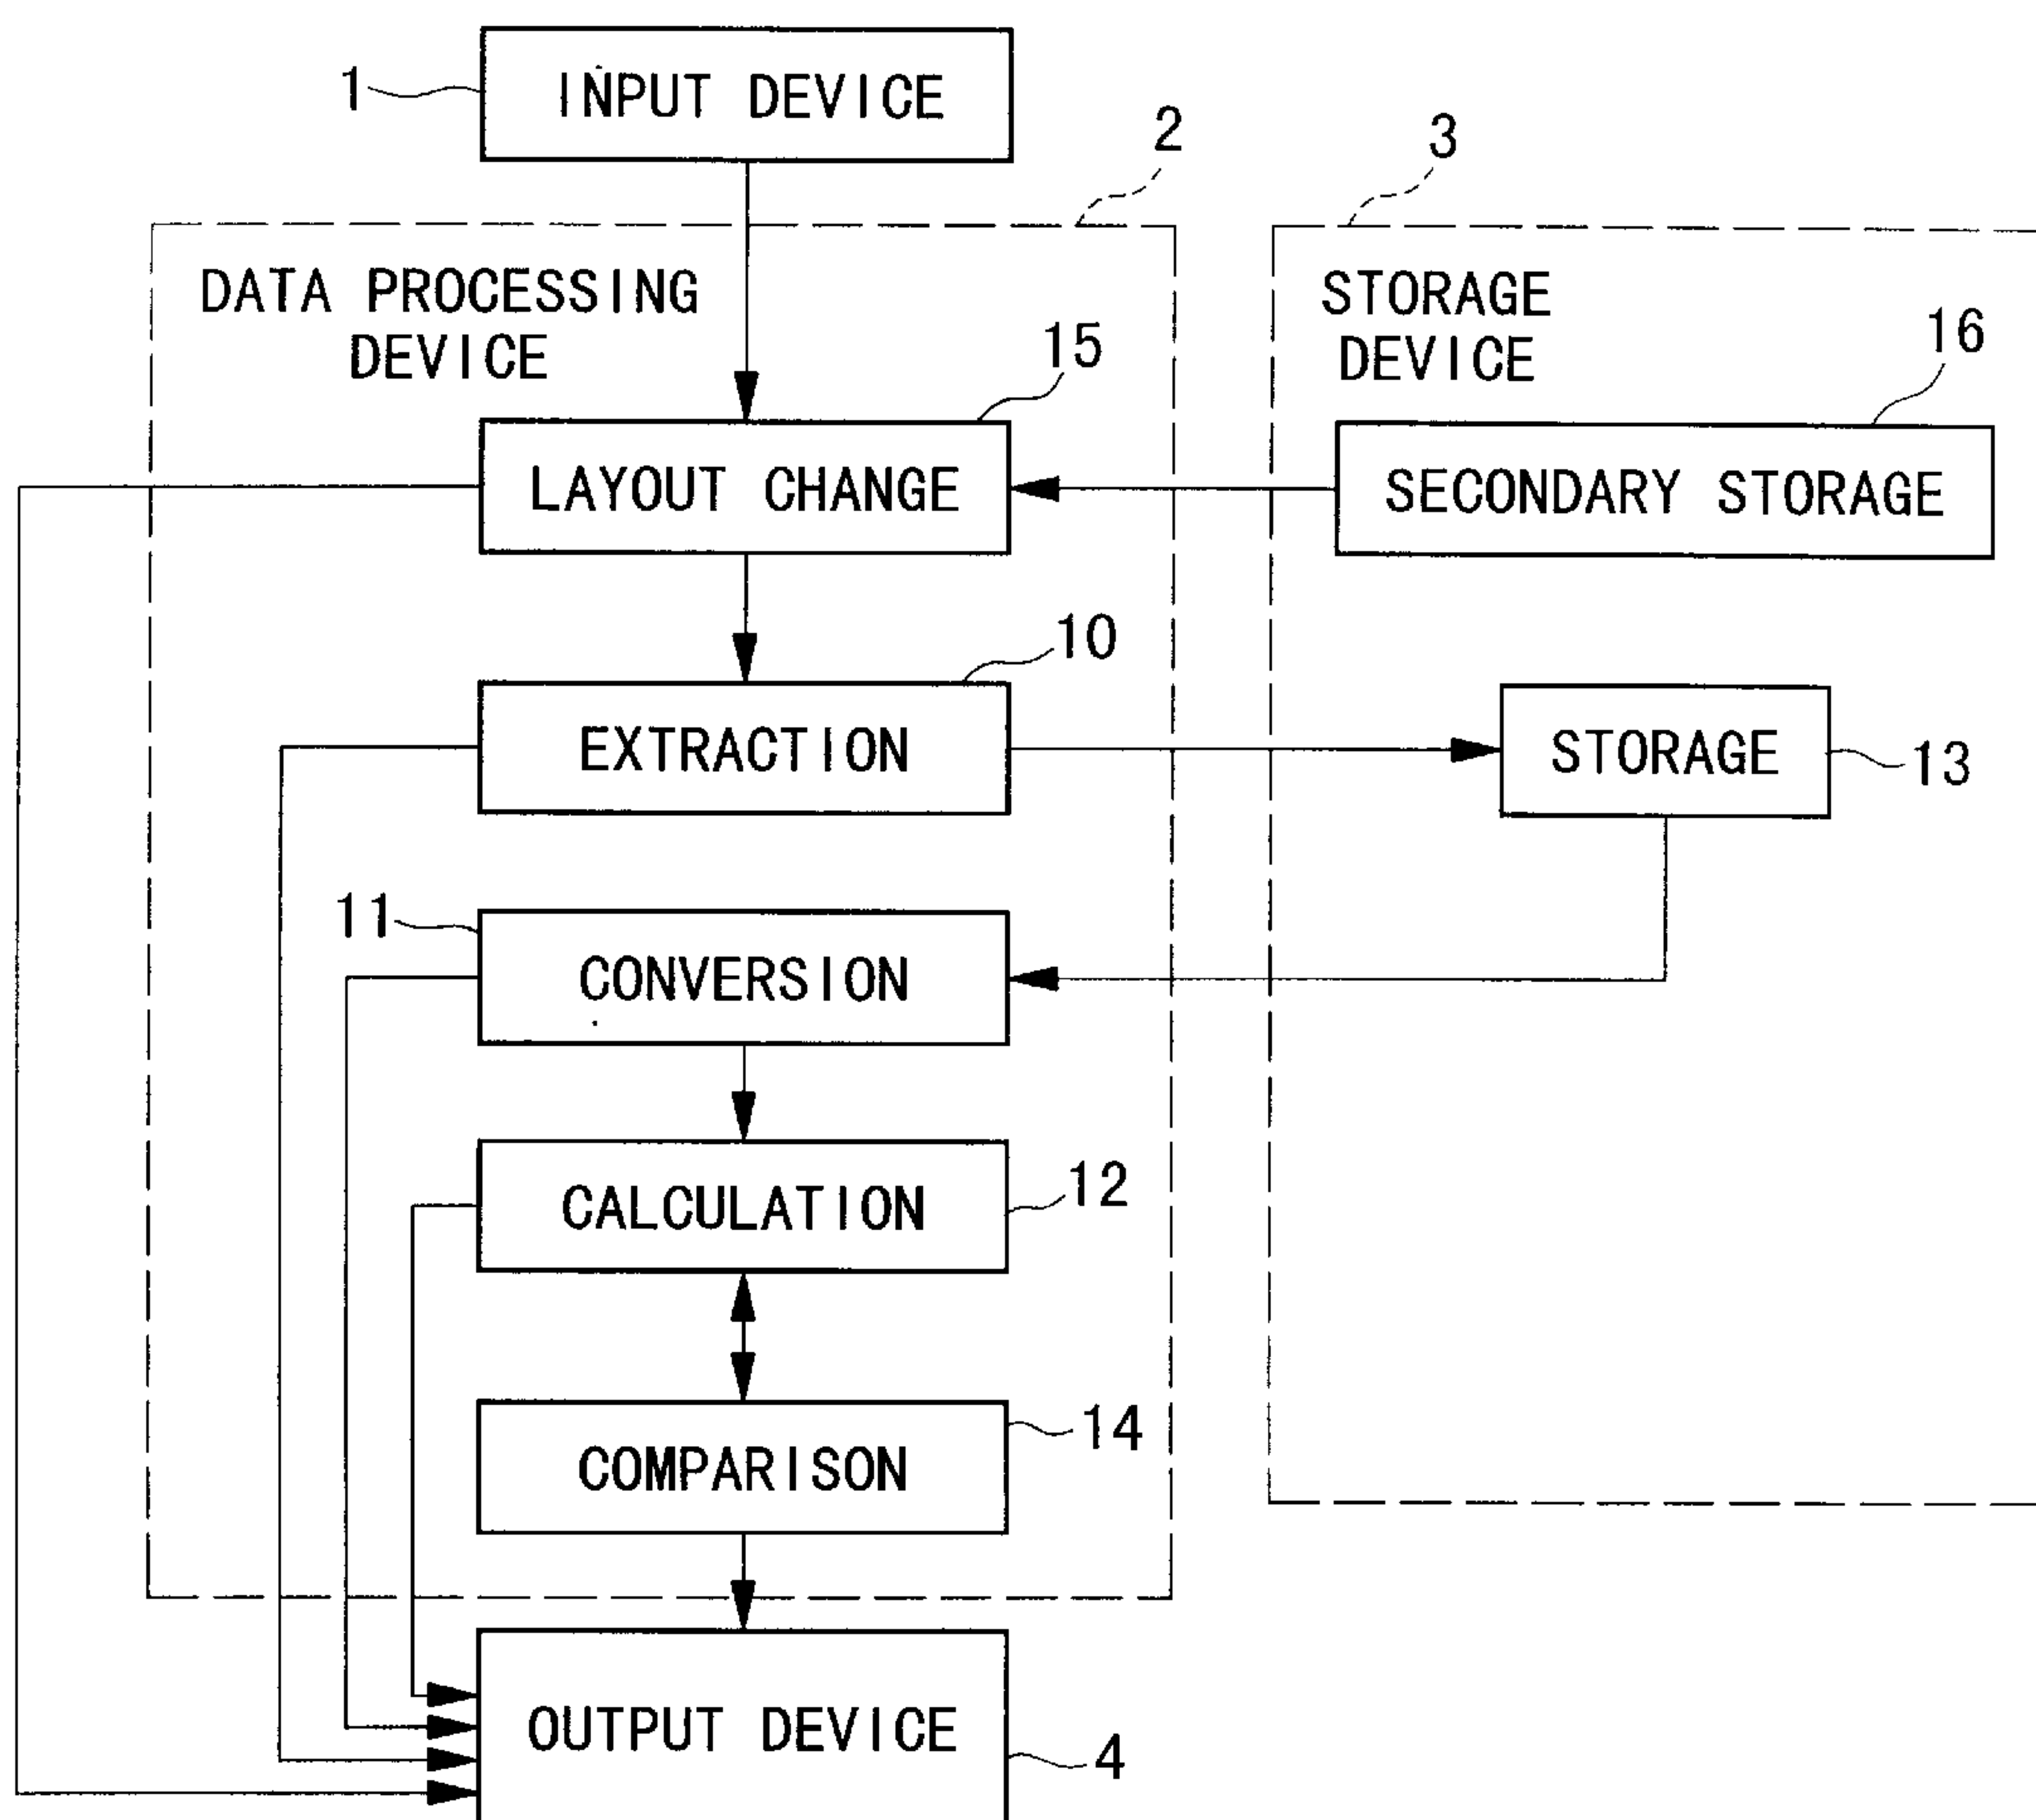 1
INPUT DEVICE
2
3
DATA PROCESSING
DEVICE
STORAGE
DEVICE
15
16
LAYOUT CHANGE
SECONDARY STORAGE
10
EXTRACTION
STORAGE
13
11
CONVERSION
12
CALCULATION
14
COMPARISON
OUTPUT DEVICE
4